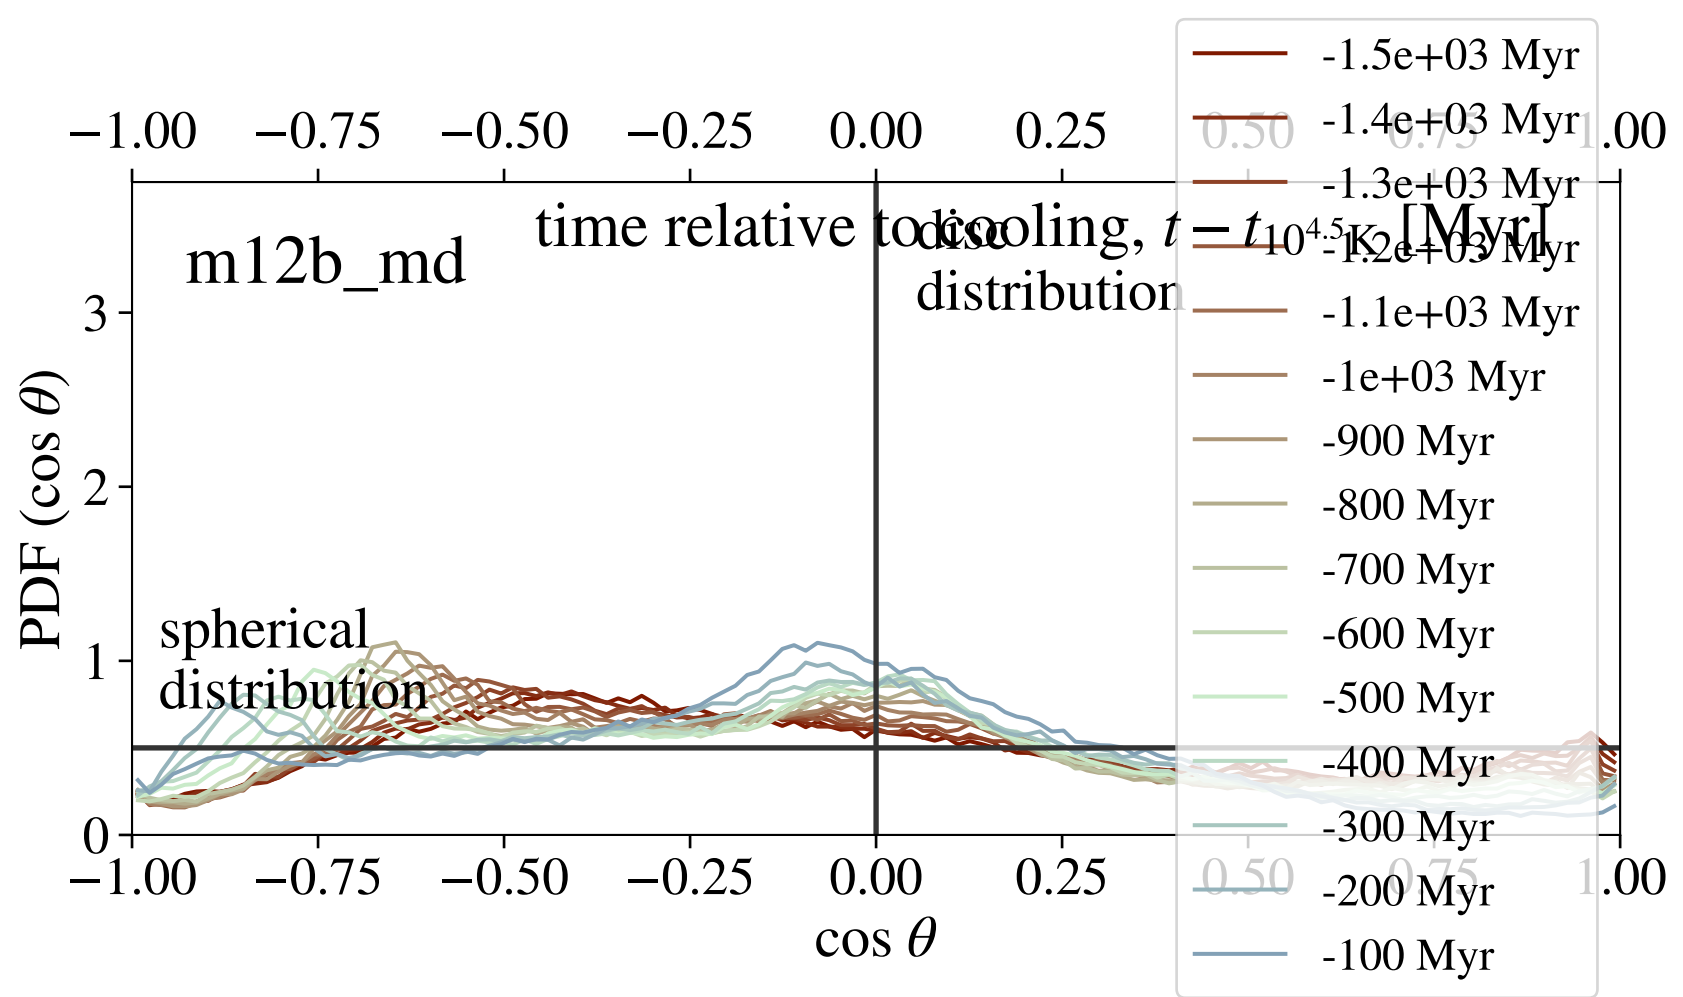 −1.00 −0.75 −0.50 −0.25 0.00 0.25 0.50 0.75 1.00
time relative to cooling, t − t10^4.5K [Myr]
m12b_md
disc
distribution
spherical
distribution
PDF (cos θ)
3
2
1
0
−1.00 −0.75 −0.50 −0.25 0.00 0.25 0.50 0.75 1.00
cos θ
-1.5e+03 Myr
-1.4e+03 Myr
-1.3e+03 Myr
-1.2e+03 Myr
-1.1e+03 Myr
-1e+03 Myr
-900 Myr
-800 Myr
-700 Myr
-600 Myr
-500 Myr
-400 Myr
-300 Myr
-200 Myr
-100 Myr